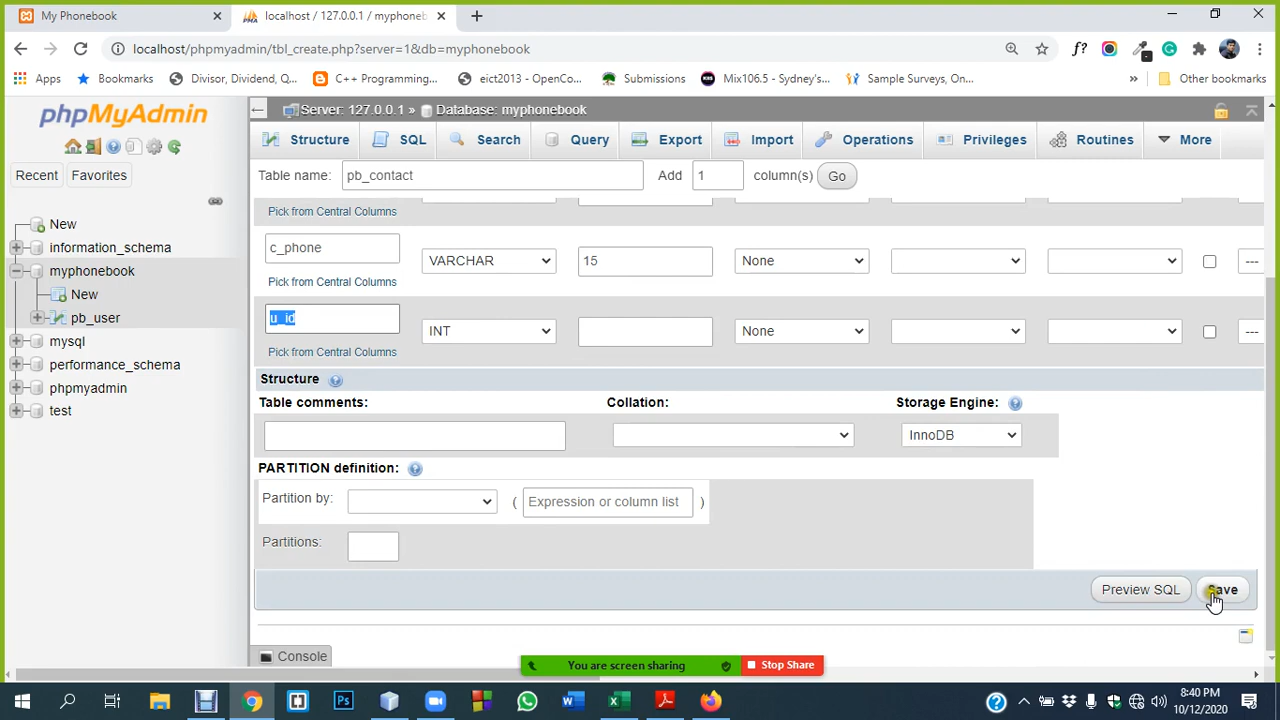 My Phonebook
localhost / 127.0.0.1 / myphoneb
localhost/phpmyadmin/tbl_create.php?server=1&db=myphonebook
f?
Apps
Bookmarks
Divisor, Dividend, Q...
C++ Programming...
eict2013 - OpenCo...
Submissions
Mix106.5 - Sydney's...
Sample Surveys, On...
»
Other bookmarks
phpMyAdmin
Recent
Favorites
New
information_schema
myphonebook
New
pb_user
mysql
performance_schema
phpmyadmin
test
Server: 127.0.0.1 » Database: myphonebook
Structure
SQL
Search
Query
Export
Import
Operations
Privileges
Routines
More
Table name: pb_contact Add 1 column(s) Go
Pick from Central Columns
c_phone VARCHAR 15 None ---
Pick from Central Columns
u_id INT None ---
Pick from Central Columns
Structure
Table comments: Collation: Storage Engine:
InnoDB
PARTITION definition:
Partition by: ( Expression or column list )
Partitions:
Preview SQL Save
Console
You are screen sharing Stop Share
8:40 PM
10/12/2020